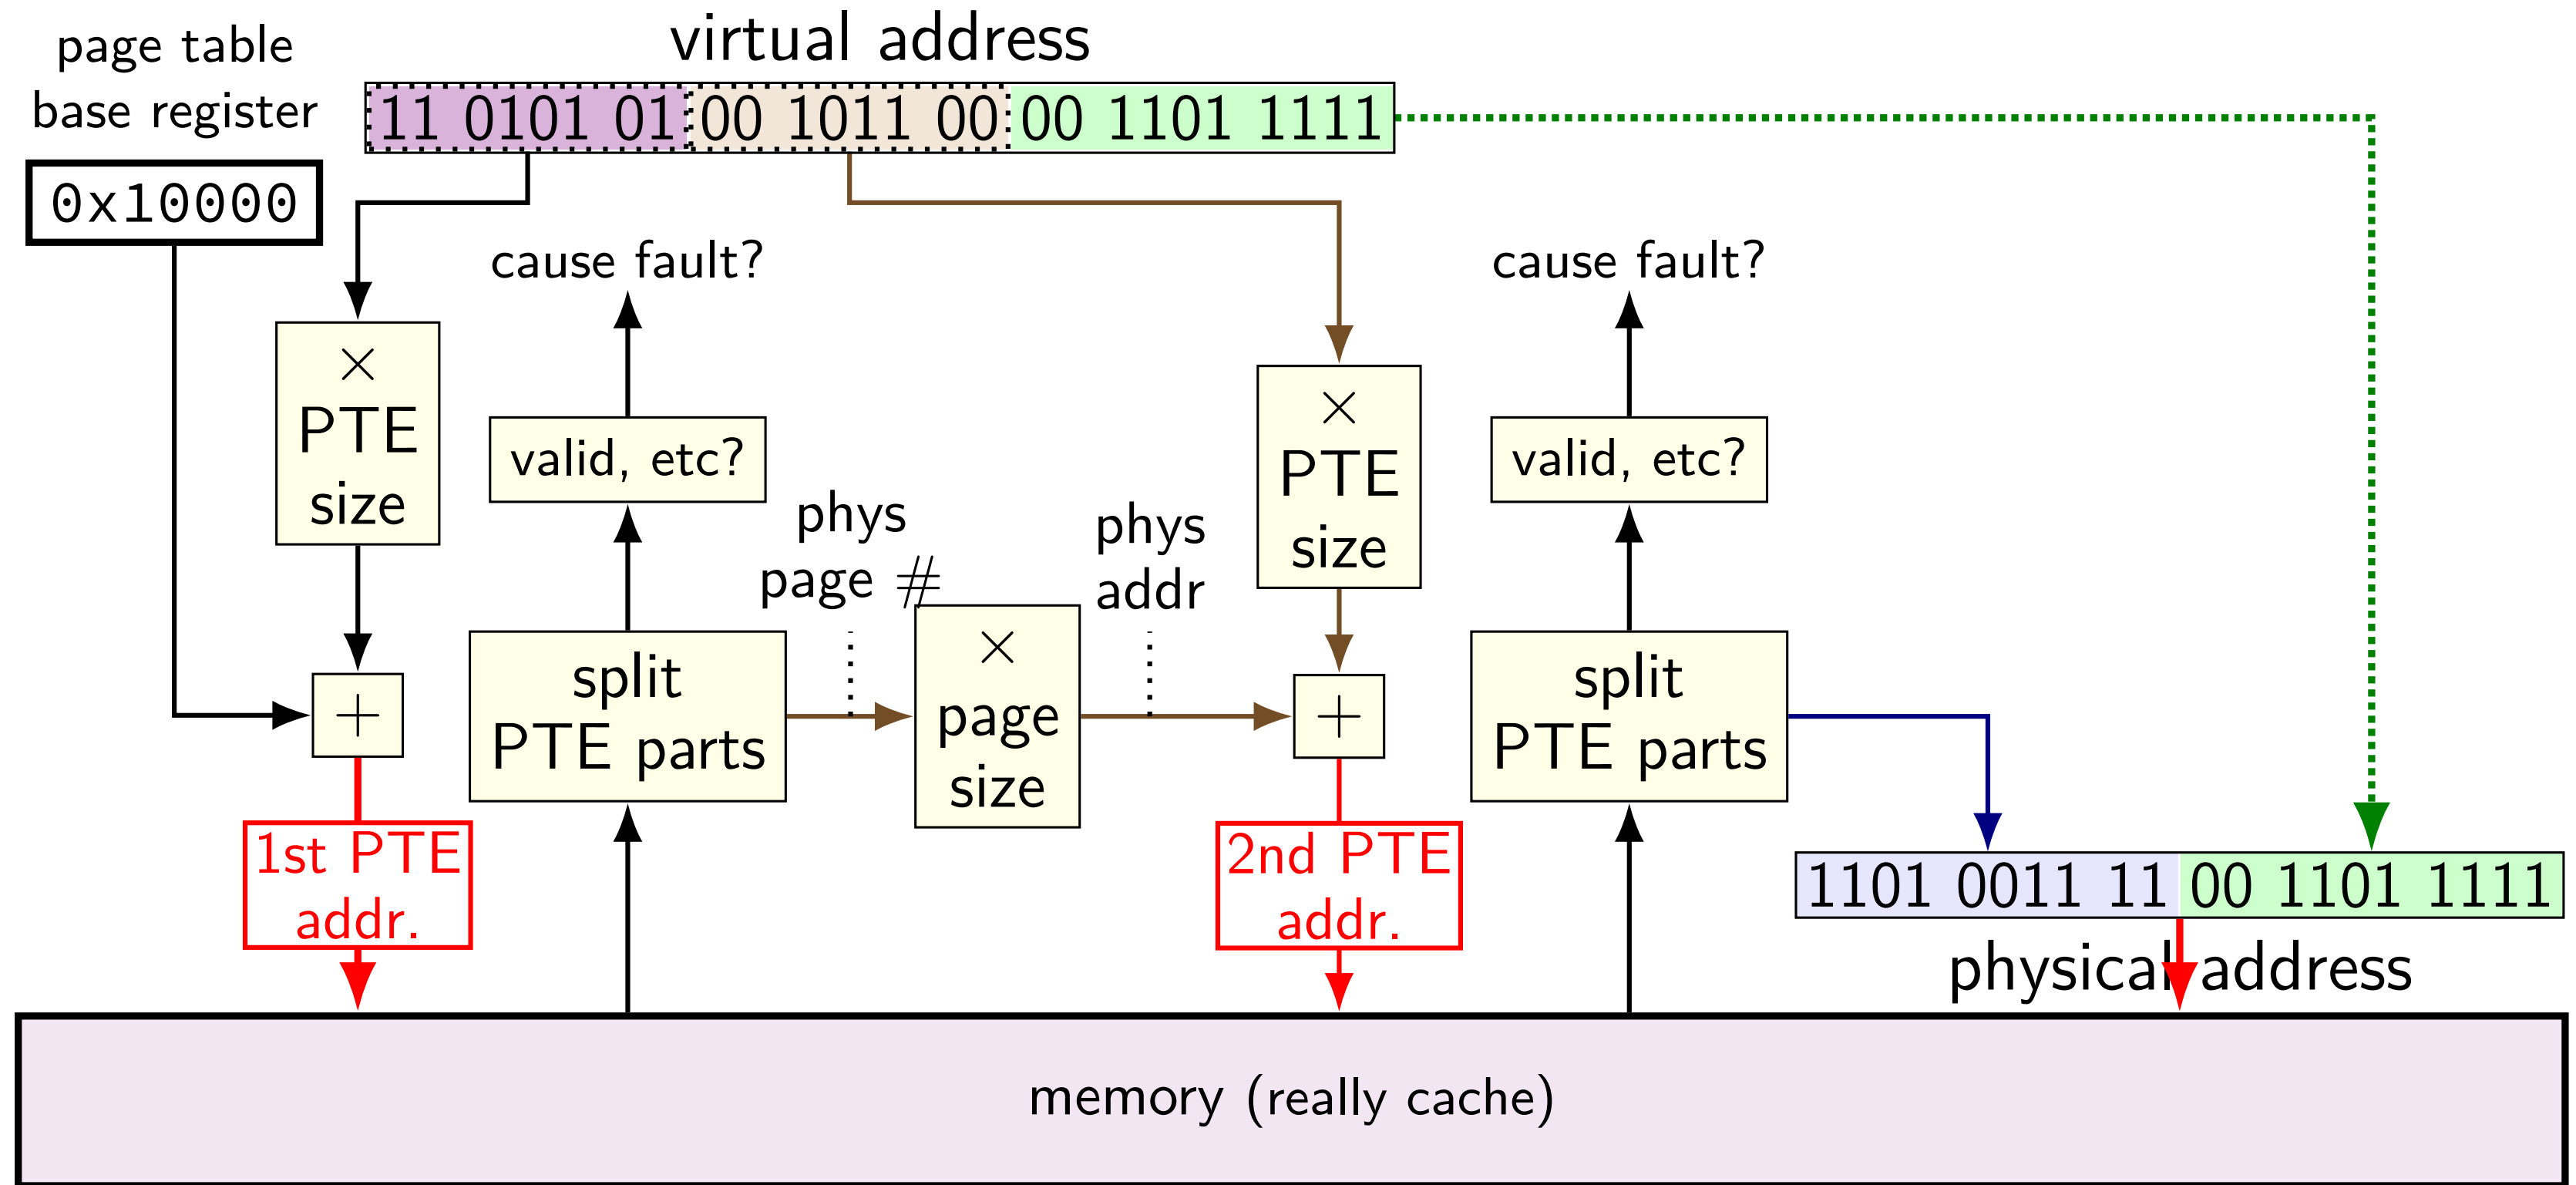 virtual address
page table
base register
11 0101 01 00 1011 00 00 1101 1111
0x10000
cause fault?
cause fault?
×
PTE
size
×
PTE
size
valid, etc?
valid, etc?
phys
page #
phys
addr
split
PTE parts
×
page
size
split
PTE parts
+
+
1st PTE
addr.
2nd PTE
addr.
1101 0011 11 00 1101 1111
physical address
memory (really cache)